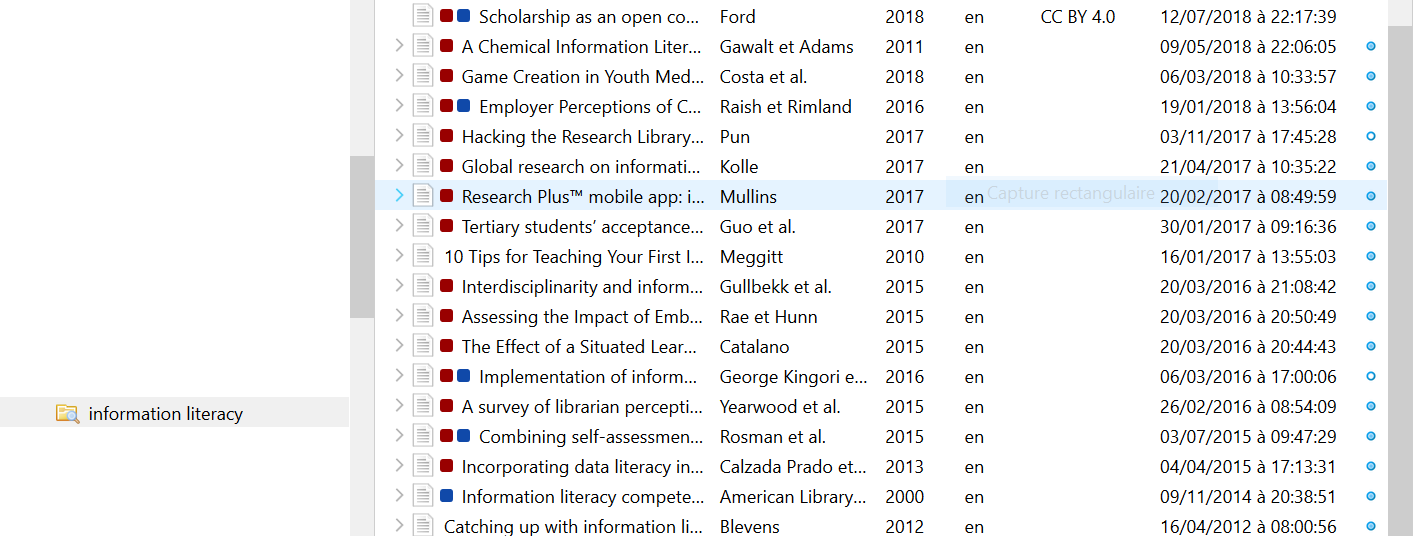 Scholarship as an open co... Ford 2018 en CC BY 4.0 12/07/2018 à 22:17:39
A Chemical Information Liter... Gawalt et Adams 2011 en 09/05/2018 à 22:06:05
Game Creation in Youth Med... Costa et al. 2018 en 06/03/2018 à 10:33:57
Employer Perceptions of C... Raish et Rimland 2016 en 19/01/2018 à 13:56:04
Hacking the Research Library... Pun 2017 en 03/11/2017 à 17:45:28
Global research on informati... Kolle 2017 en 21/04/2017 à 10:35:22
Research Plus™ mobile app: i... Mullins 2017 en Capture rectangulaire 20/02/2017 à 08:49:59
Tertiary students’ acceptance... Guo et al. 2017 en 30/01/2017 à 09:16:36
10 Tips for Teaching Your First I... Meggitt 2010 en 16/01/2017 à 13:55:03
Interdisciplinarity and inform... Gullbekk et al. 2015 en 20/03/2016 à 21:08:42
Assessing the Impact of Emb... Rae et Hunn 2015 en 20/03/2016 à 20:50:49
The Effect of a Situated Lear... Catalano 2015 en 20/03/2016 à 20:44:43
Implementation of inform... George Kingori e... 2016 en 06/03/2016 à 17:00:06
information literacy
A survey of librarian percepti... Yearwood et al. 2015 en 26/02/2016 à 08:54:09
Combining self-assessmen... Rosman et al. 2015 en 03/07/2015 à 09:47:29
Incorporating data literacy in... Calzada Prado et... 2013 en 04/04/2015 à 17:13:31
Information literacy compete... American Library... 2000 en 09/11/2014 à 20:38:51
Catching up with information li... Blevens 2012 en 16/04/2012 à 08:00:56